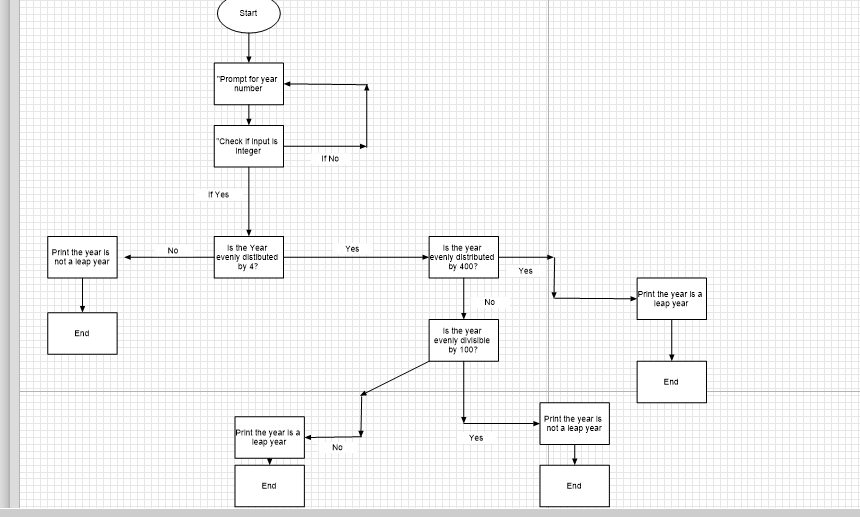 Start
"Prompt for year
number
"Check if input is
integer
If No
If Yes
Print the year is
not a leap year
No
Is the Year
evenly distibuted
by 4?
Yes
Is the year
evenly distributed
by 400?
Yes
Print the year is a
leap year
End
No
End
Is the year
evenly divisible
by 100?
Print the year is a
leap year
No
Yes
Print the year is
not a leap year
End
End